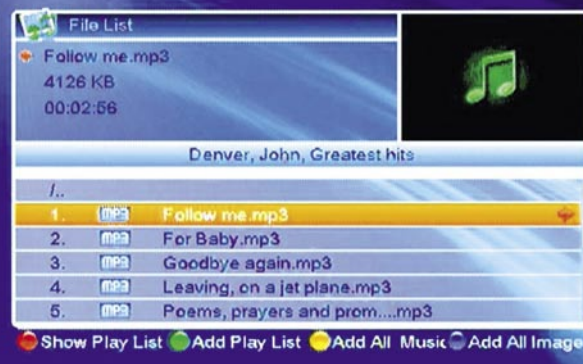 File List
Follow me.mp3
4126 KB
00:02:56
Denver, John, Greatest hits
/..
1. MP3 Follow me.mp3
2. MP3 For Baby.mp3
3. MP3 Goodbye again.mp3
4. MP3 Leaving, on a jet plane.mp3
5. MP3 Poems, prayers and prom....mp3
Show Play List Add Play List Add All Music Add All Image